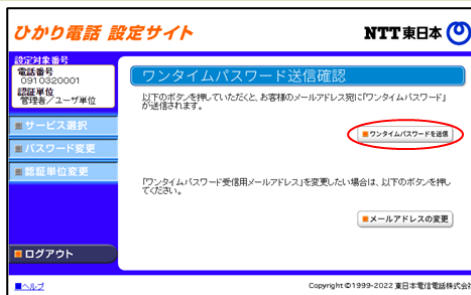 ひかり電話 設定サイト
NTT東日本
設定対象番号
電話番号
0910320001
認証単位
管理者/ユーザ単位
サービス選択
パスワード変更
認証単位変更
ログアウト
ワンタイムパスワード送信確認
以下のボタンを押していただくと、お客様のメールアドレス宛に「ワンタイムパスワード」
が送信されます。
ワンタイムパスワードを送信
「ワンタイムパスワード受信用メールアドレス」を変更したい場合は、以下のボタンを押し
てください。
メールアドレスの変更
ヘルプ
Copyright © 1999-2022 東日本電信電話株式会社